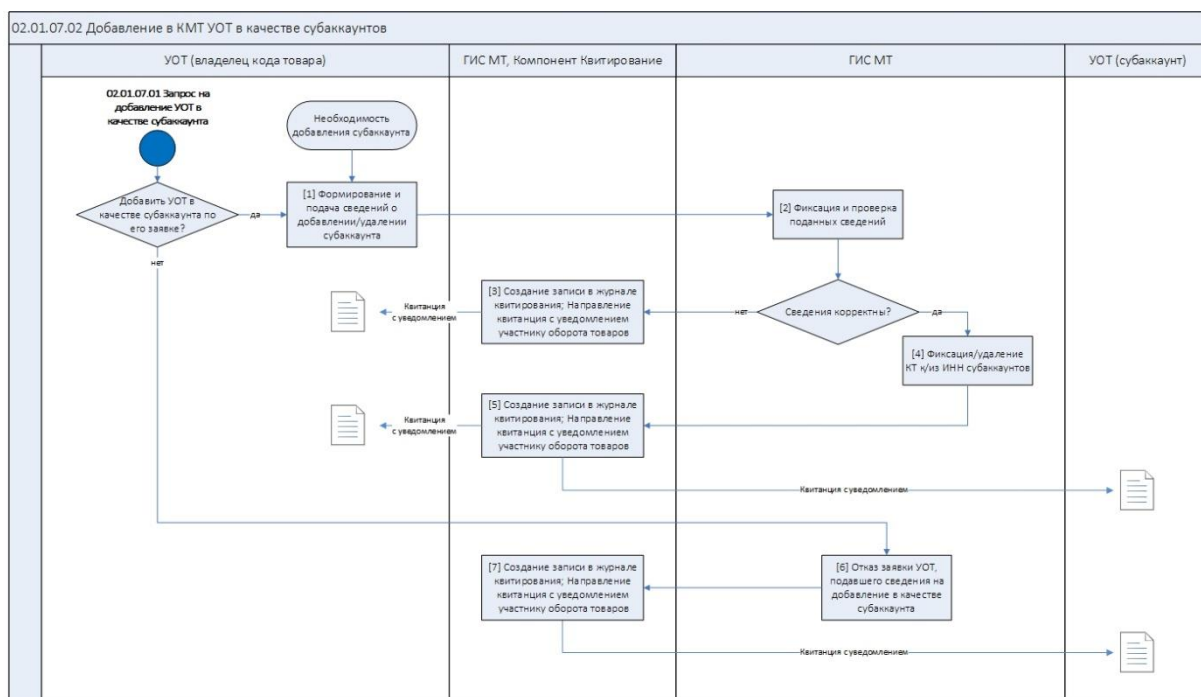 02.01.07.02 Добавление в КМТ УОТ в качестве субаккаунтов
УОТ (владелец кода товара)
ГИС МТ, Компонент Квитирование
ГИС МТ
УОТ (субаккаунт)
02.01.07.01 Запрос на
добавление УОТ в
качестве субаккаунта
Необходимость
добавления субаккаунта
Добавить УОТ в
качестве субаккаунта по
его заявке?
да
[1] Формирование и
подача сведений о
добавлении/удалении
субаккаунта
[2] Фиксация и проверка
поданных сведений
нет
Квитанция
с уведомлением
[3] Создание записи в журнале
квитирования; Направление
квитанция с уведомлением
участнику оборота товаров
нет
Сведения корректны?
да
[4] Фиксация/удаление
КТ к/из ИНН субаккаунтов
Квитанция
с уведомлением
[5] Создание записи в журнале
квитирования; Направление
квитанция с уведомлением
участнику оборота товаров
Квитанция с уведомлением
[7] Создание записи в журнале
квитирования; Направление
квитанция с уведомлением
участнику оборота товаров
[6] Отказ заявки УОТ,
подавшего сведения на
добавление в качестве
субаккаунта
Квитанция с уведомлением